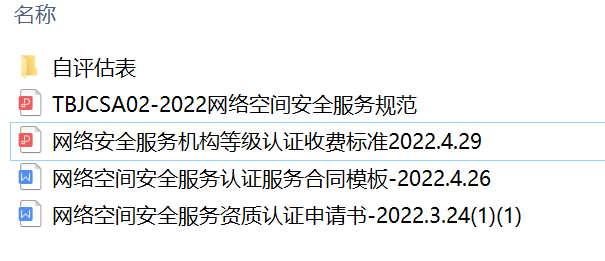 名称
自评估表
TBJCSA02-2022网络空间安全服务规范
网络安全服务机构等级认证收费标准2022.4.29
网络空间安全服务认证服务合同模板-2022.4.26
网络空间安全服务资质认证申请书-2022.3.24(1)(1)